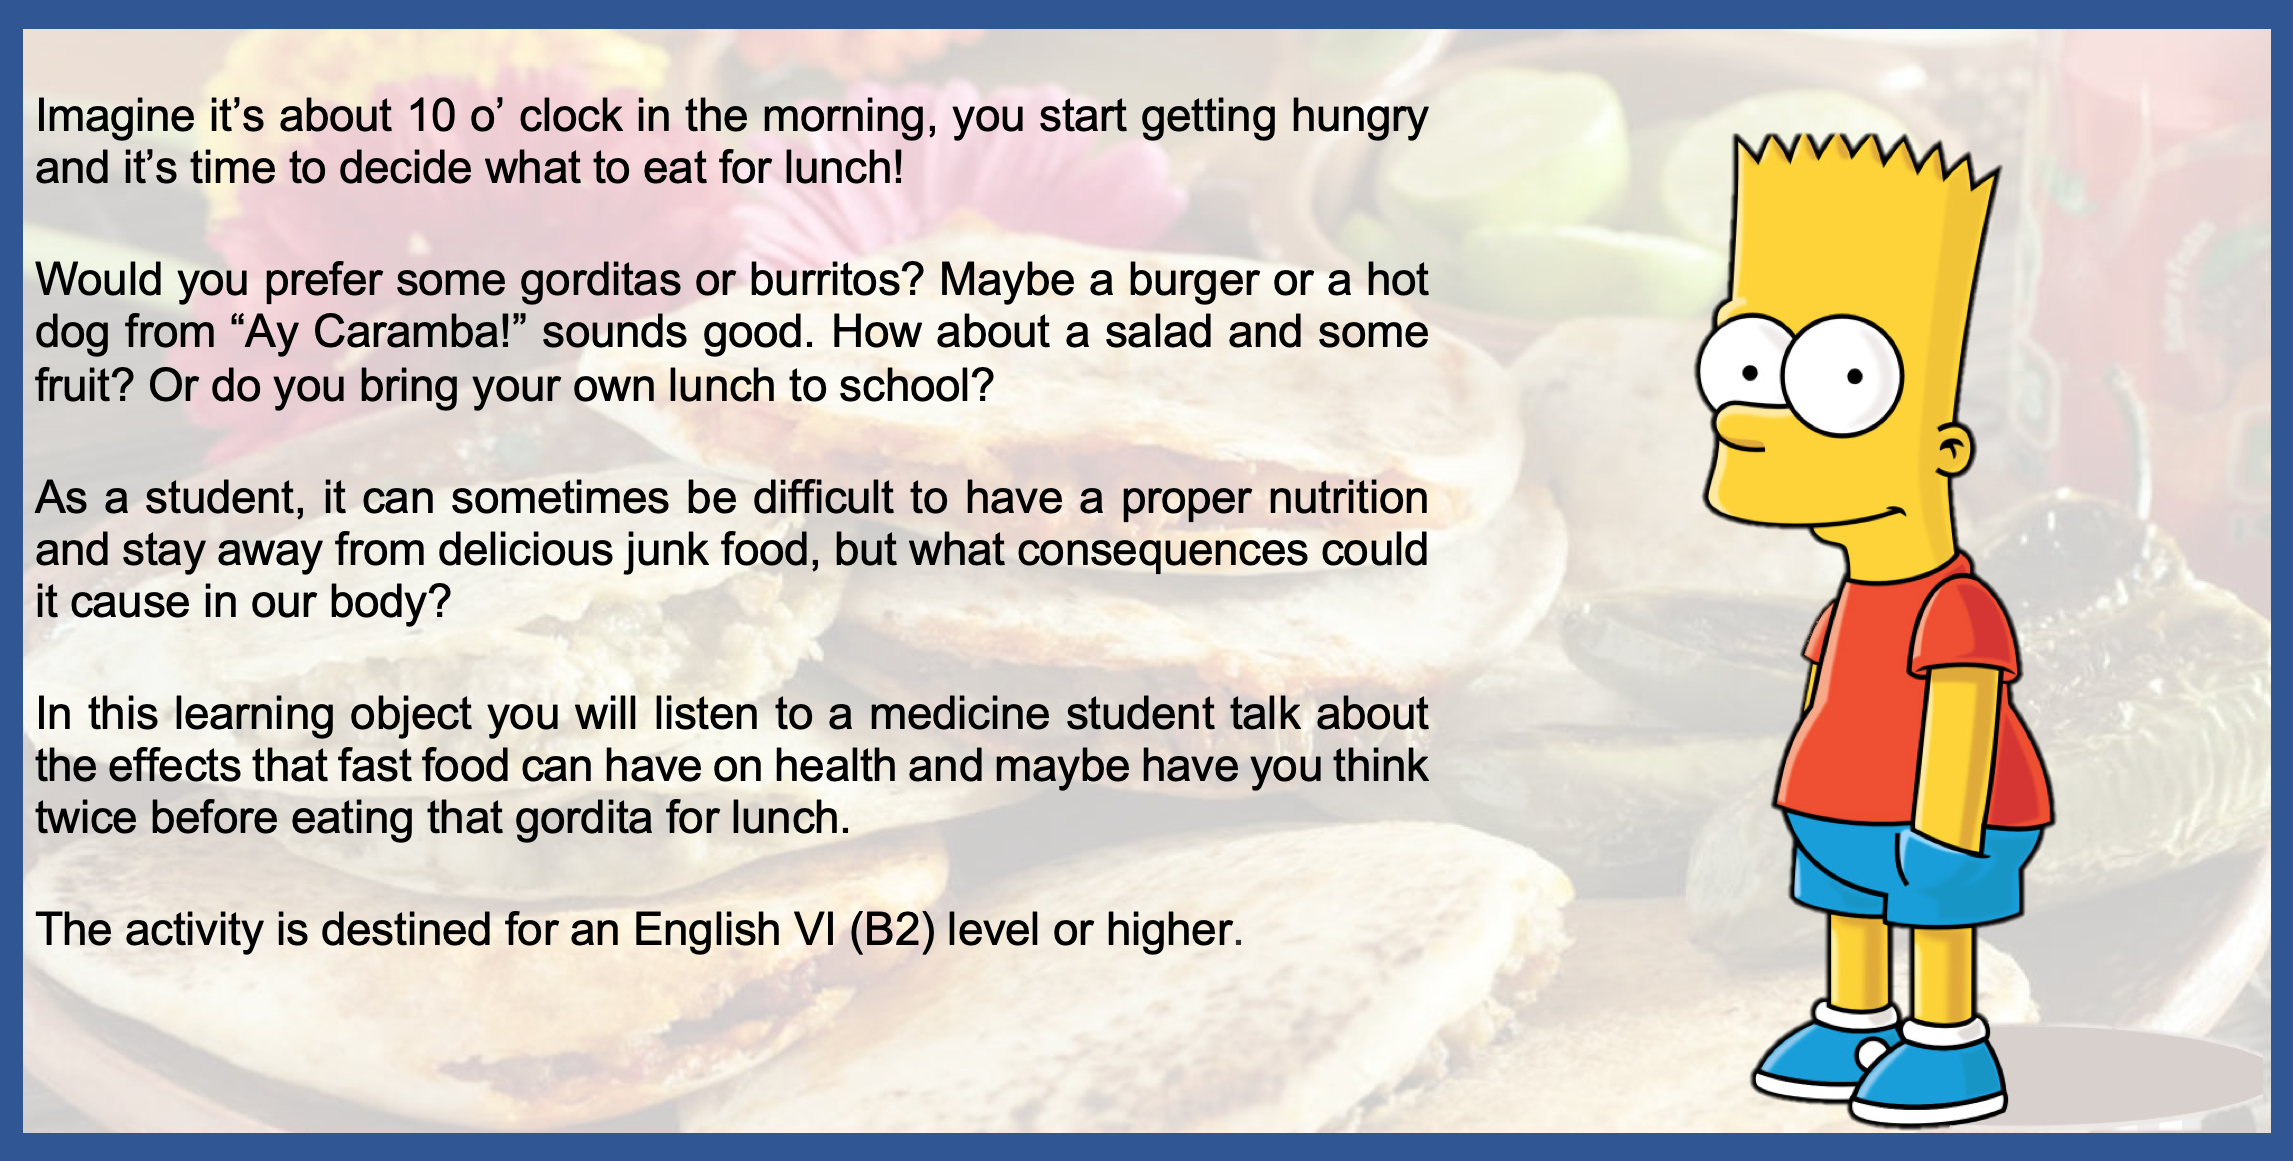 Imagine it’s about 10 o’ clock in the morning, you start getting hungry
and it’s time to decide what to eat for lunch!
Would you prefer some gorditas or burritos? Maybe a burger or a hot
dog from “Ay Caramba!” sounds good. How about a salad and some
fruit? Or do you bring your own lunch to school?
As a student, it can sometimes be difficult to have a proper nutrition
and stay away from delicious junk food, but what consequences could
it cause in our body?
In this learning object you will listen to a medicine student talk about
the effects that fast food can have on health and maybe have you think
twice before eating that gordita for lunch.
The activity is destined for an English VI (B2) level or higher.